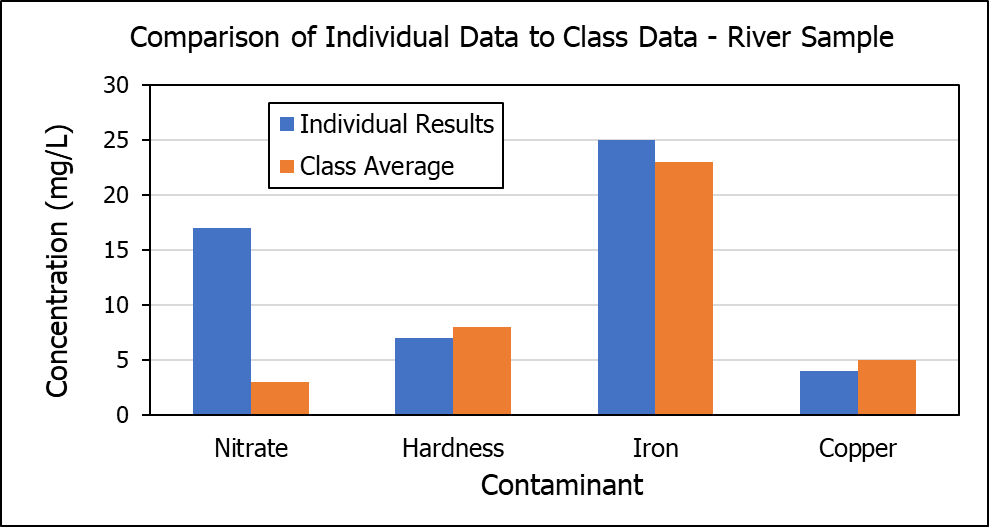 Comparison of Individual Data to Class Data - River Sample
Individual Results
Class Average
Concentration (mg/L)
30
25
20
15
10
5
0
Nitrate Hardness Iron Copper
Contaminant